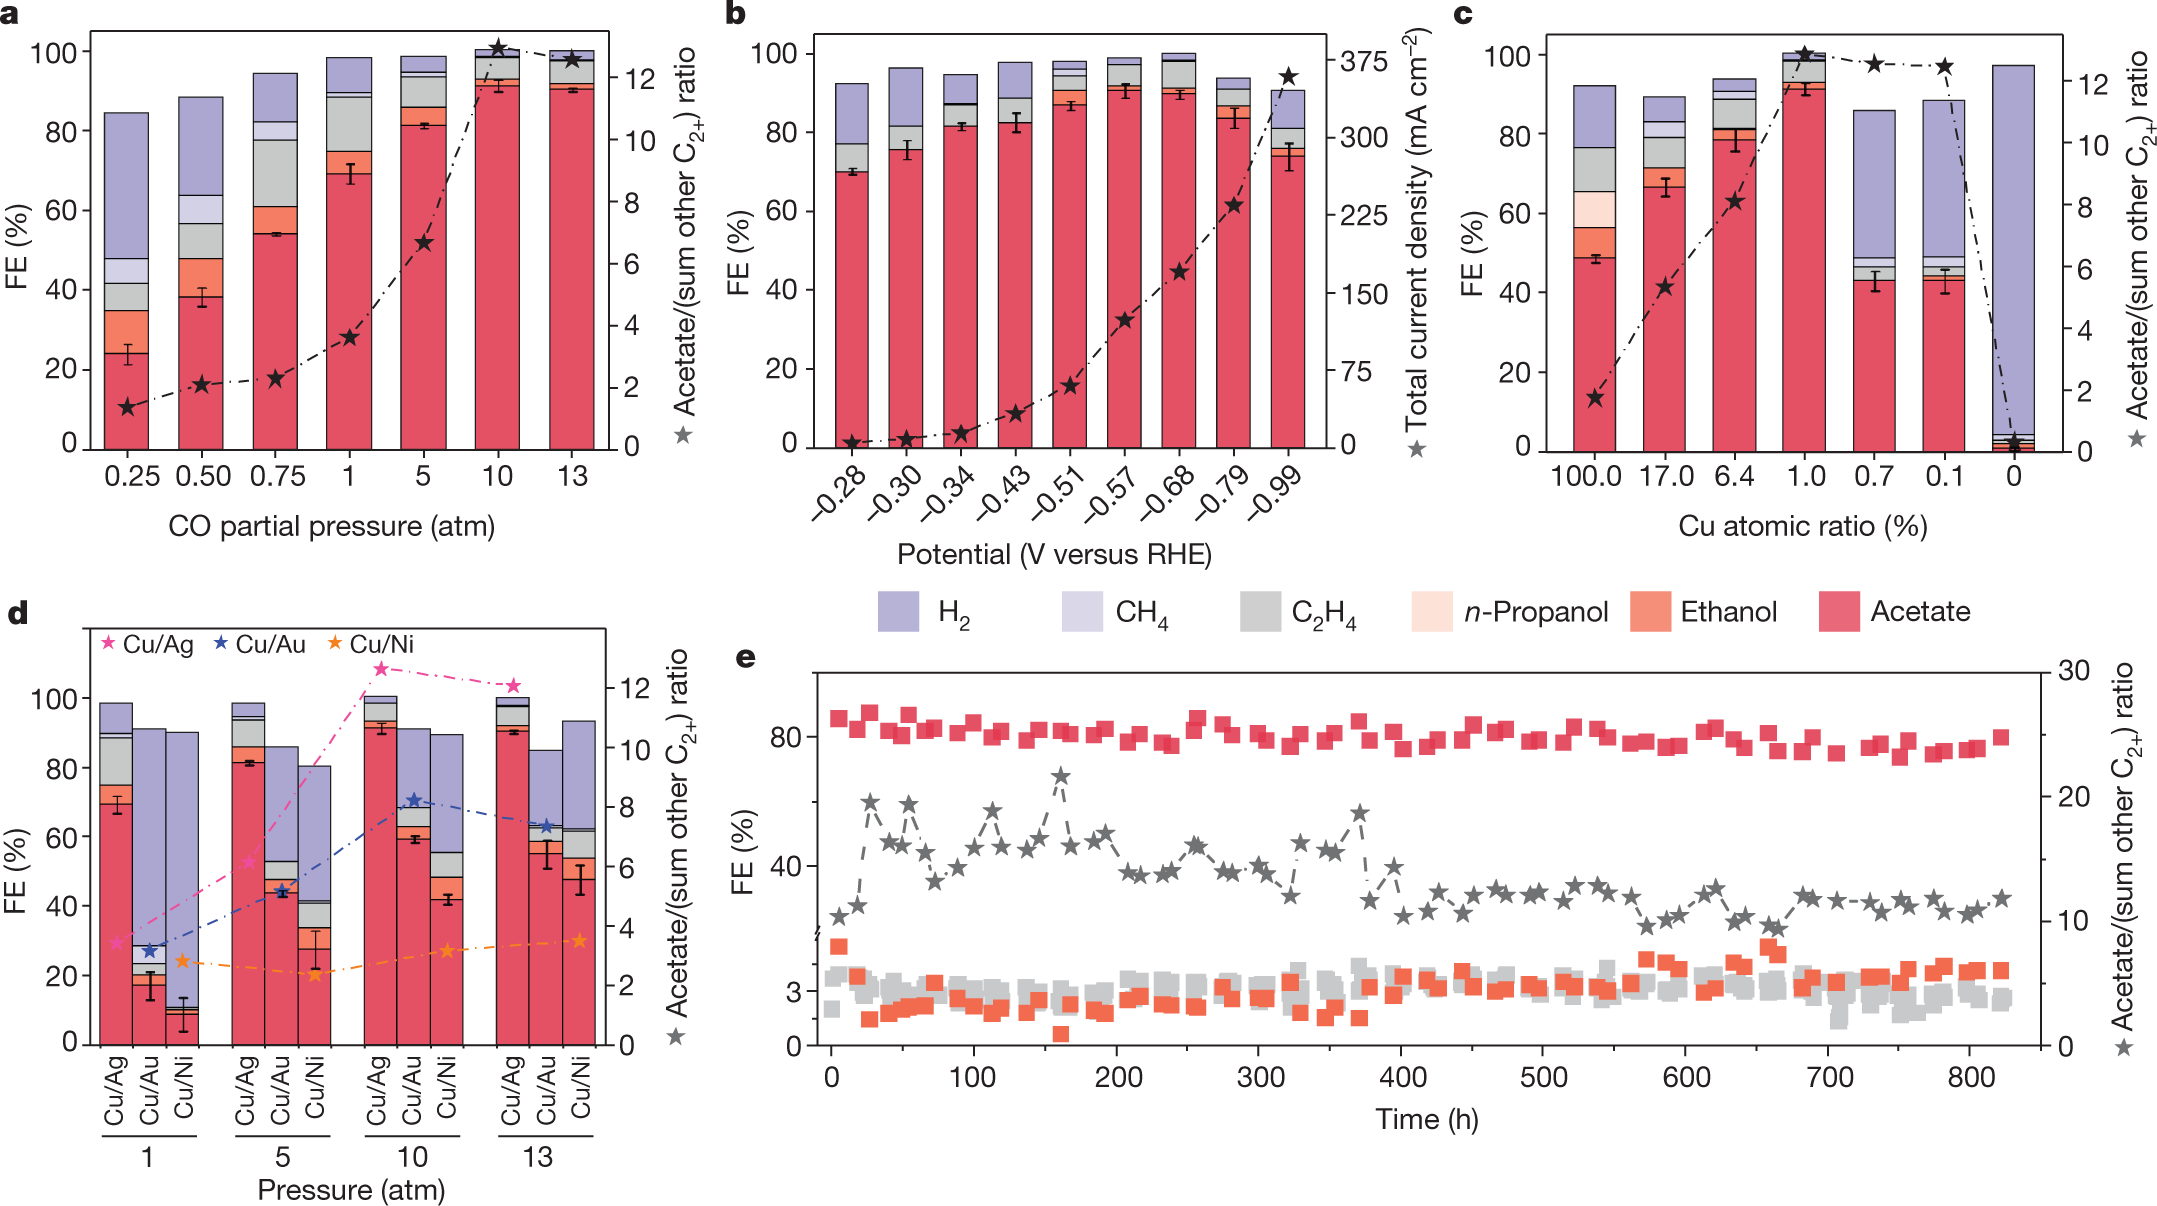 a
100
80
60
40
20
0
FE (%)
12
10
8
6
4
2
0
★ Acetate/(sum other C2+) ratio
0.25 0.50 0.75 1 5 10 13
CO partial pressure (atm)
b
100
80
60
40
20
0
FE (%)
375
300
225
150
75
0
★ Total current density (mA cm−2)
−0.28 −0.30 −0.34 −0.43 −0.51 −0.57 −0.68 −0.79 −0.99
Potential (V versus RHE)
c
100
80
60
40
20
0
FE (%)
12
10
8
6
4
2
0
★ Acetate/(sum other C2+) ratio
100.0 17.0 6.4 1.0 0.7 0.1 0
Cu atomic ratio (%)
H2 CH4 C2H4 n-Propanol Ethanol Acetate
d
★ Cu/Ag ★ Cu/Au ★ Cu/Ni
100
80
60
40
20
0
FE (%)
12
10
8
6
4
2
0
★ Acetate/(sum other C2+) ratio
Cu/Ag Cu/Au Cu/Ni Cu/Ag Cu/Au Cu/Ni Cu/Ag Cu/Au Cu/Ni Cu/Ag Cu/Au Cu/Ni
1 5 10 13
Pressure (atm)
e
80
40
3
0
FE (%)
30
20
10
0
★ Acetate/(sum other C2+) ratio
0 100 200 300 400 500 600 700 800
Time (h)